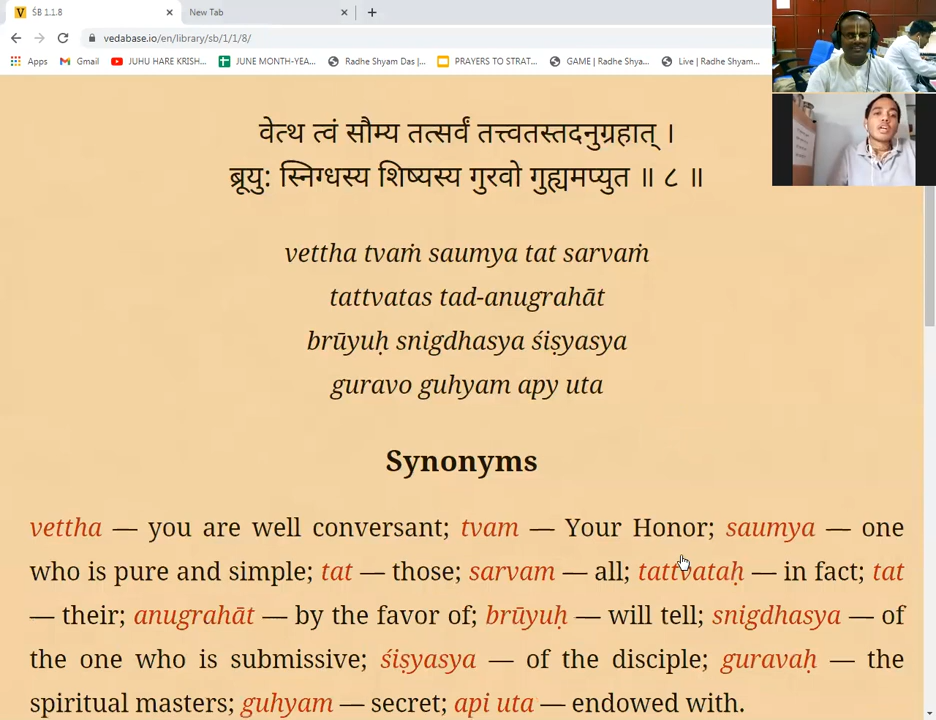 ŚB 1.1.8
New Tab
vedabase.io/en/library/sb/1/1/8/
Apps
Gmail
JUHU HARE KRISH...
JUNE MONTH-YEA...
Radhe Shyam Das |...
PRAYERS TO STRAT...
GAME | Radhe Shya...
Live | Radhe Shyam...
वेत्थ त्वं सौम्य तत्सर्वं तत्त्वतस्तदनुग्रहात् ।
ब्रूयु: स्‍निग्धस्य शिष्यस्य गुरवो गुह्यमप्युत ॥ ८ ॥
vettha tvaṁ saumya tat sarvaṁ
tattvatas tad-anugrahāt
brūyuḥ snigdhasya śiṣyasya
guravo guhyam apy uta
Synonyms
vettha — you are well conversant; tvam — Your Honor; saumya — one
who is pure and simple; tat — those; sarvam — all; tattvataḥ — in fact; tat
— their; anugrahāt — by the favor of; brūyuḥ — will tell; snigdhasya — of
the one who is submissive; śiṣyasya — of the disciple; guravaḥ — the
spiritual masters; guhyam — secret; api uta — endowed with.